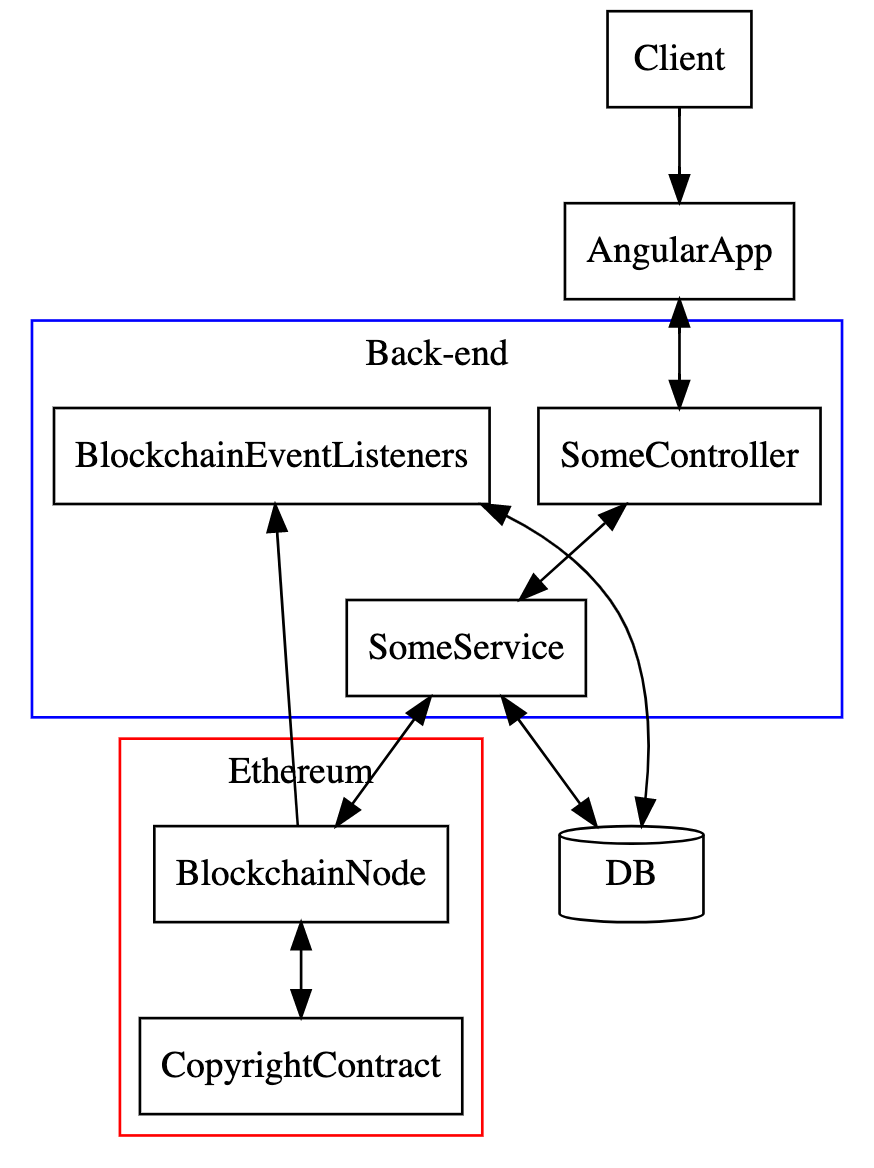 Client
AngularApp
Back-end
BlockchainEventListeners
SomeController
SomeService
Ethereum
BlockchainNode
DB
CopyrightContract